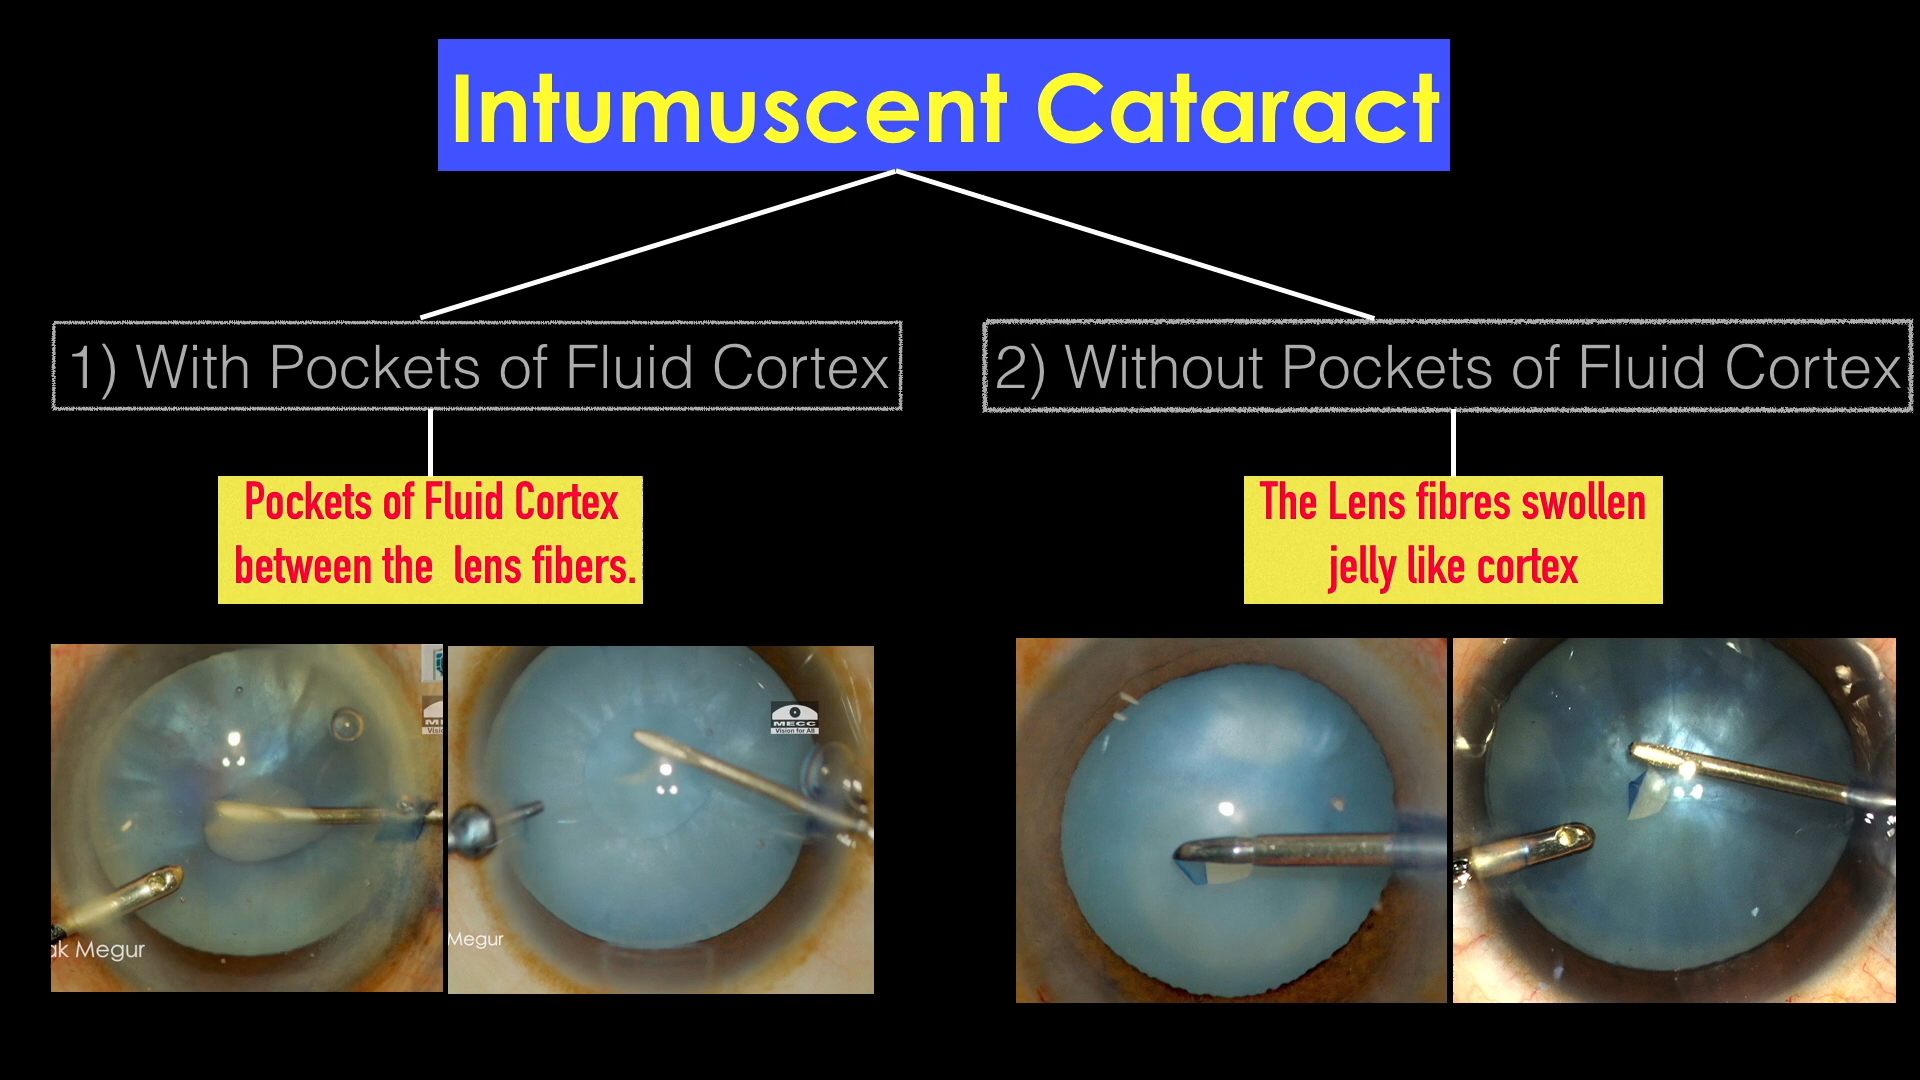 Intumuscent Cataract
1) With Pockets of Fluid Cortex
2) Without Pockets of Fluid Cortex
Pockets of Fluid Cortex
between the lens fibers.
The Lens fibres swollen
jelly like cortex
MECC
Vision for All
ak Megur
Megur